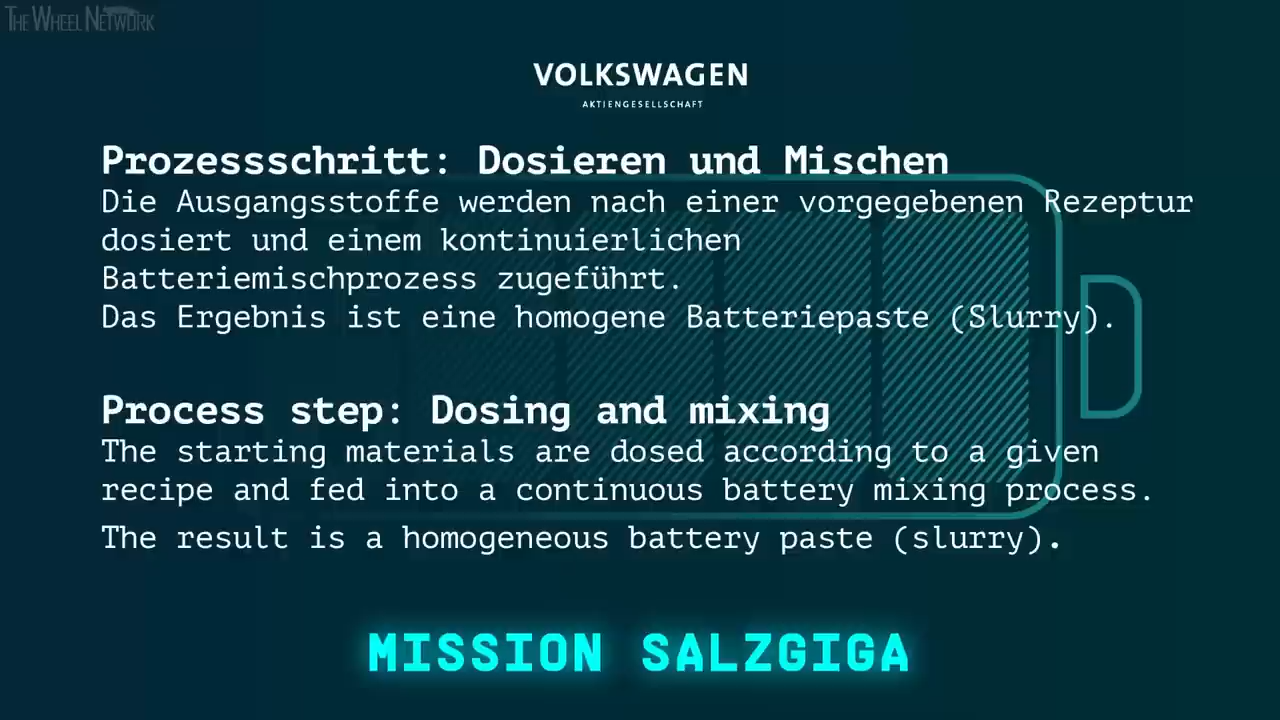 THE WHEEL NETWORK
VOLKSWAGEN
AKTIENGESELLSCHAFT
Prozessschritt: Dosieren und Mischen
Die Ausgangsstoffe werden nach einer vorgegebenen Rezeptur
dosiert und einem kontinuierlichen
Batteriemischprozess zugeführt.
Das Ergebnis ist eine homogene Batteriepaste (Slurry).
Process step: Dosing and mixing
The starting materials are dosed according to a given
recipe and fed into a continuous battery mixing process.
The result is a homogeneous battery paste (slurry).
MISSION SALZGIGA